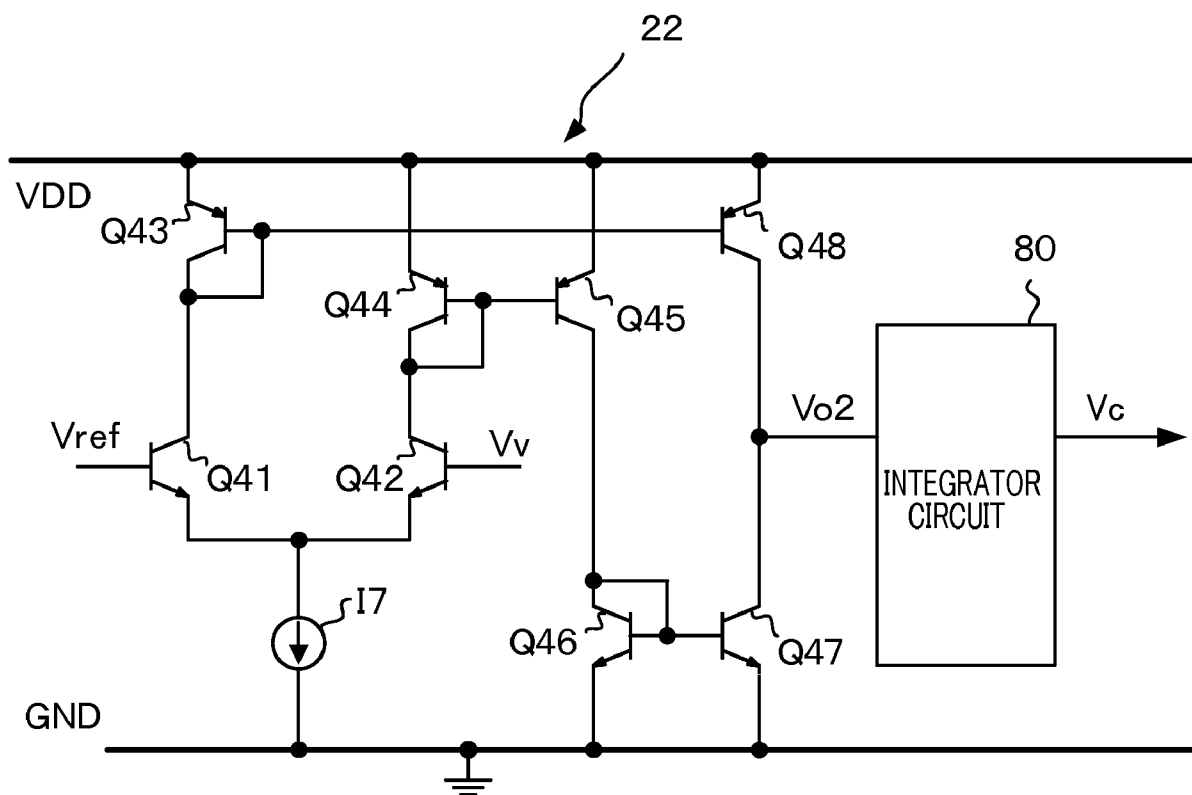 22
VDD
Q43
Q48
80
Q44
Q45
Vref
Vv
Vo2
Vc
Q41
Q42
INTEGRATOR
CIRCUIT
I7
Q46
Q47
GND